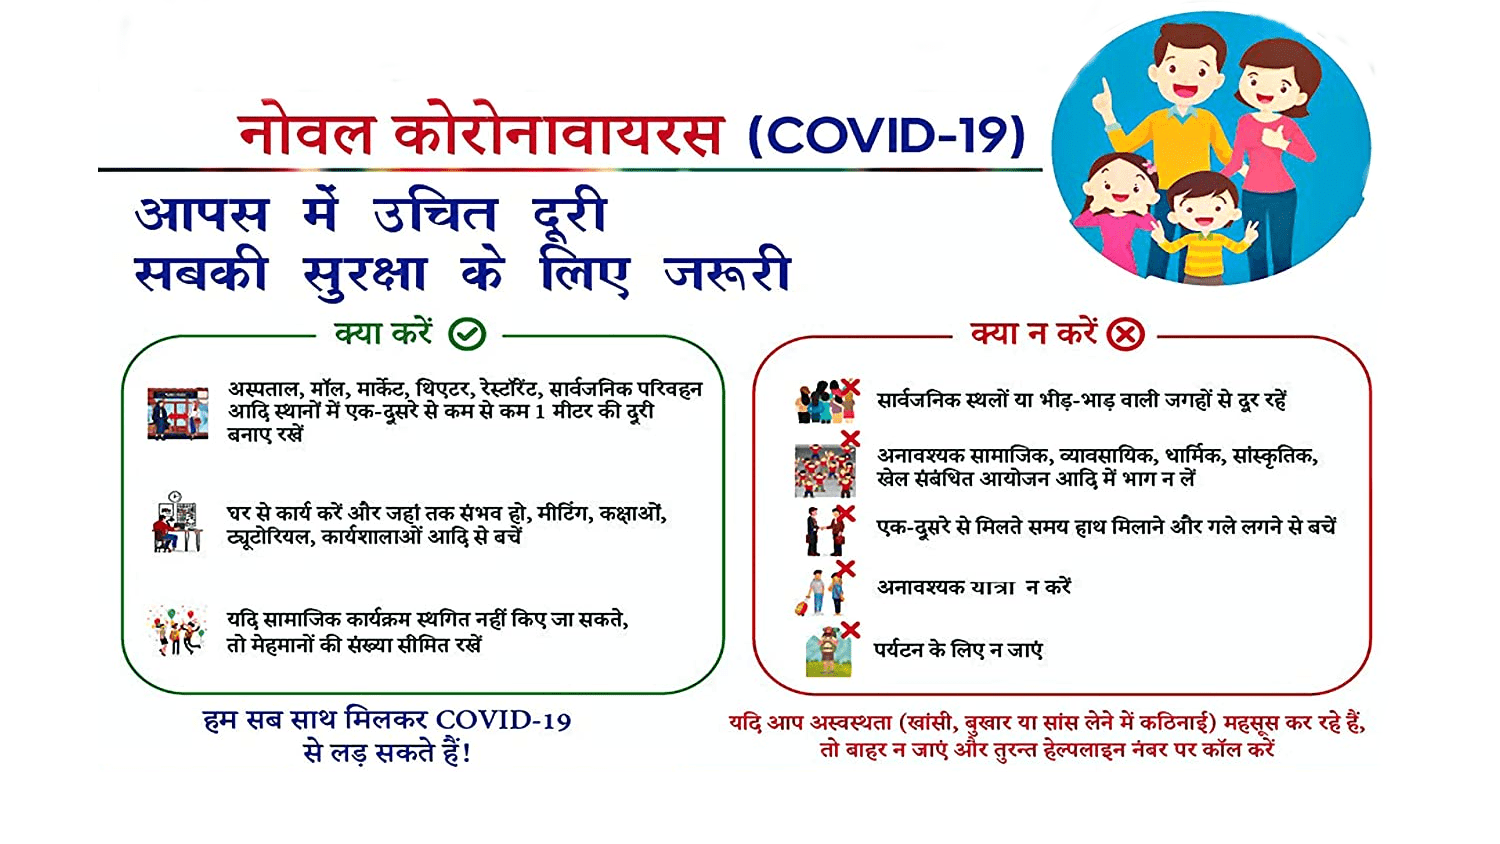 नोवल कोरोनावायरस (COVID-19)
आपस में उचित दूरी
सबकी सुरक्षा के लिए जरूरी
क्या करें
अस्पताल, मॉल, मार्केट, थिएटर, रेस्टॉरेंट, सार्वजनिक परिवहन
आदि स्थानों में एक-दूसरे से कम से कम 1 मीटर की दूरी
बनाए रखें
घर से कार्य करें और जहां तक संभव हो, मीटिंग, कक्षाओं,
ट्यूटोरियल, कार्यशालाओं आदि से बचें
यदि सामाजिक कार्यक्रम स्थगित नहीं किए जा सकते,
तो मेहमानों की संख्या सीमित रखें
हम सब साथ मिलकर COVID-19
से लड़ सकते हैं!
क्या न करें
सार्वजनिक स्थलों या भीड़-भाड़ वाली जगहों से दूर रहें
अनावश्यक सामाजिक, व्यावसायिक, धार्मिक, सांस्कृतिक,
खेल संबंधित आयोजन आदि में भाग न लें
एक-दूसरे से मिलते समय हाथ मिलाने और गले लगने से बचें
अनावश्यक यात्रा न करें
पर्यटन के लिए न जाएं
यदि आप अस्वस्थता (खांसी, बुखार या सांस लेने में कठिनाई) महसूस कर रहे हैं,
तो बाहर न जाएं और तुरन्त हेल्पलाइन नंबर पर कॉल करें